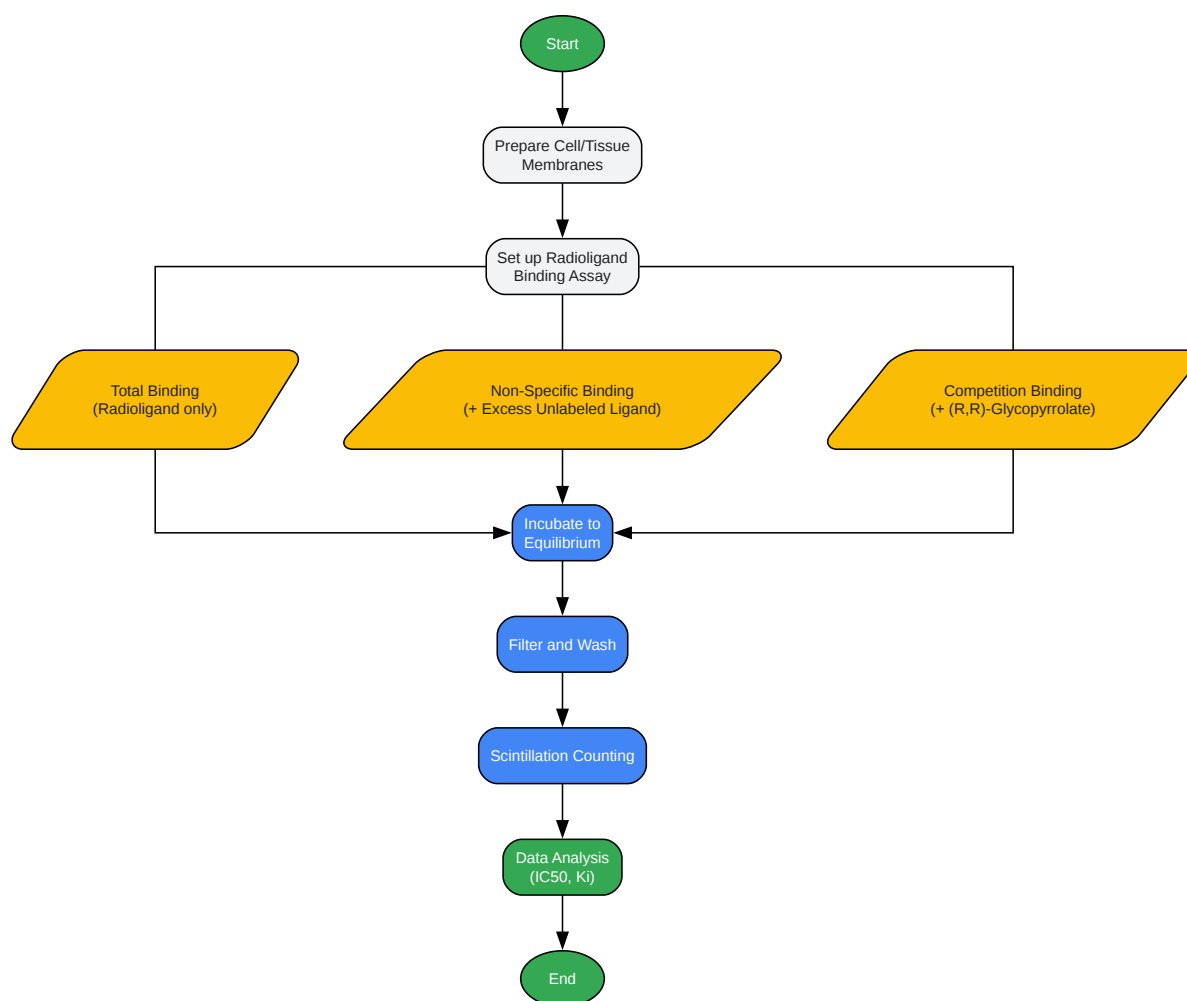 Start
Prepare Cell/Tissue
Membranes
Set up Radioligand
Binding Assay
Total Binding
(Radioligand only)
Non-Specific Binding
(+ Excess Unlabeled Ligand)
Competition Binding
(+ (R,R)-Glycopyrrolate)
Incubate to
Equilibrium
Filter and Wash
Scintillation Counting
Data Analysis
(IC50, Ki)
End